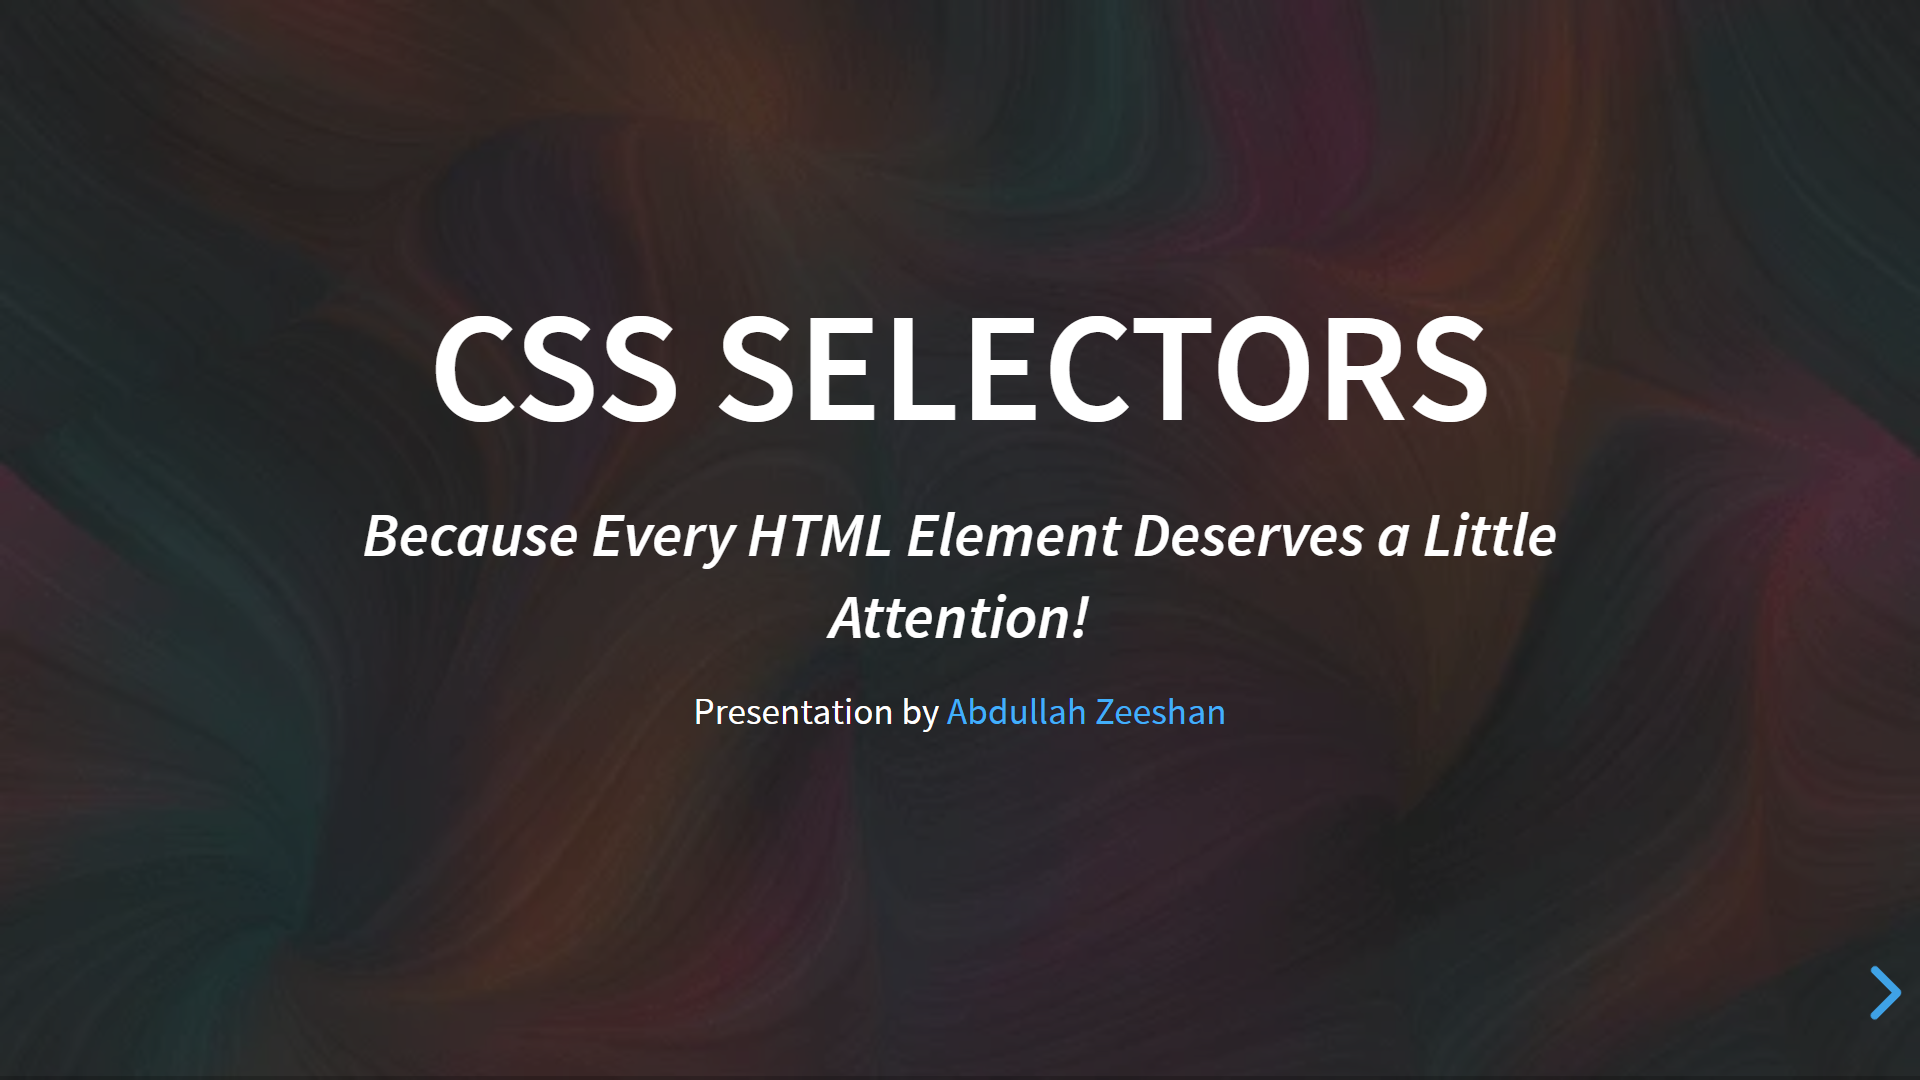 CSS SELECTORS
Because Every HTML Element Deserves a Little
Attention!
Presentation by Abdullah Zeeshan